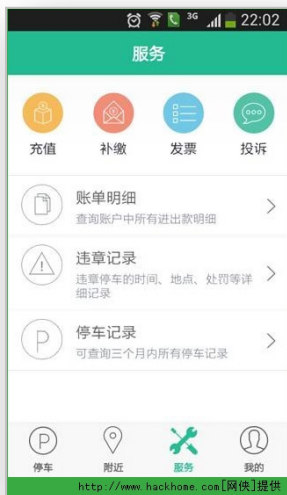 3G 22:02
服务
充值 补缴 发票 投诉
账单明细
查询账户中所有进出款明细
违章记录
违章停车的时间、地点、处罚等详
细记录
P 停车记录
可查询三个月内所有停车记录
P
停车 附近 服务 我的
http://www.hackhome.com[网侠]提供